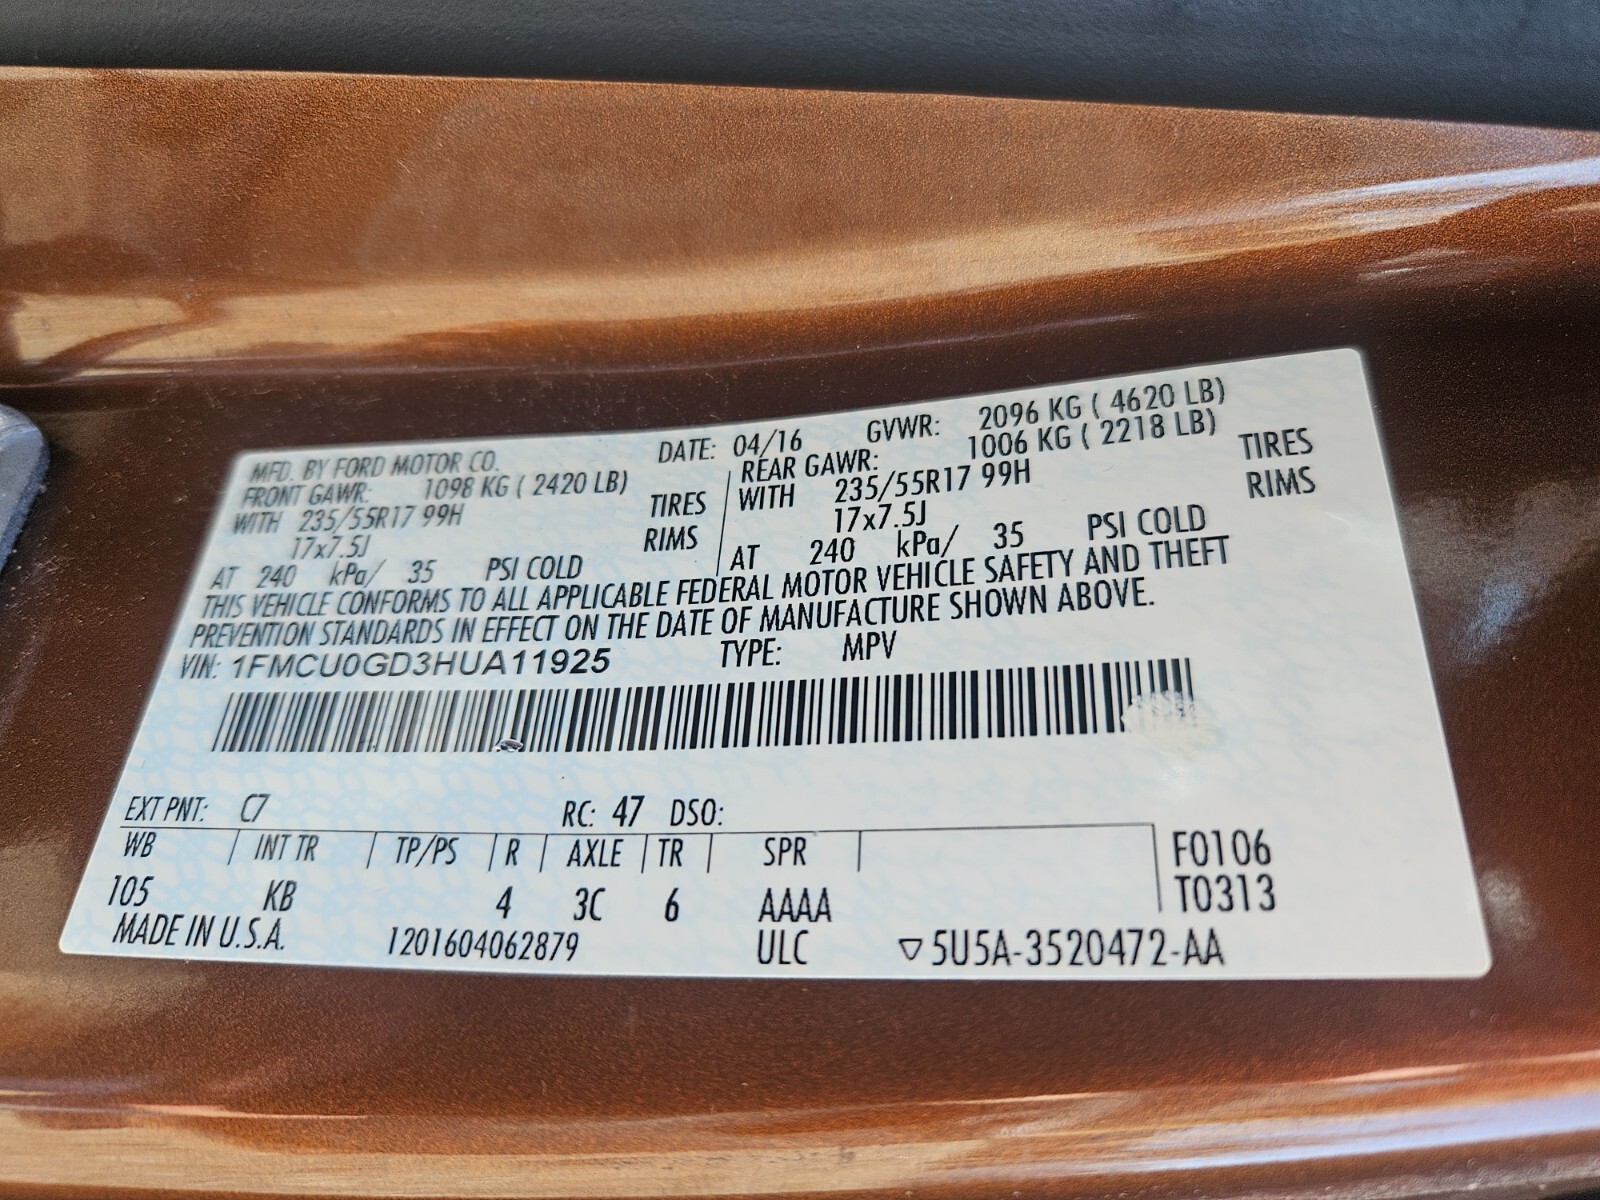 MFD. BY FORD MOTOR CO. DATE: 04/16 GVWR: 2096 KG ( 4620 LB)
FRONT GAWR: 1098 KG ( 2420 LB) REAR GAWR: 1006 KG ( 2218 LB)
WITH 235/55R17 99H TIRES WITH 235/55R17 99H TIRES
17x7.5J RIMS 17x7.5J RIMS
AT 240 kPa/ 35 PSI COLD AT 240 kPa/ 35 PSI COLD
THIS VEHICLE CONFORMS TO ALL APPLICABLE FEDERAL MOTOR VEHICLE SAFETY AND THEFT
PREVENTION STANDARDS IN EFFECT ON THE DATE OF MANUFACTURE SHOWN ABOVE.
VIN: 1FMCU0GD3HUA11925 TYPE: MPV
EXT PNT: C7 RC: 47 DSO:
WB INT TR TP/PS R AXLE TR SPR F0106
105 KB 4 3C 6 AAAA T0313
MADE IN U.S.A. 1201604062879 ULC ▽5U5A-3520472-AA